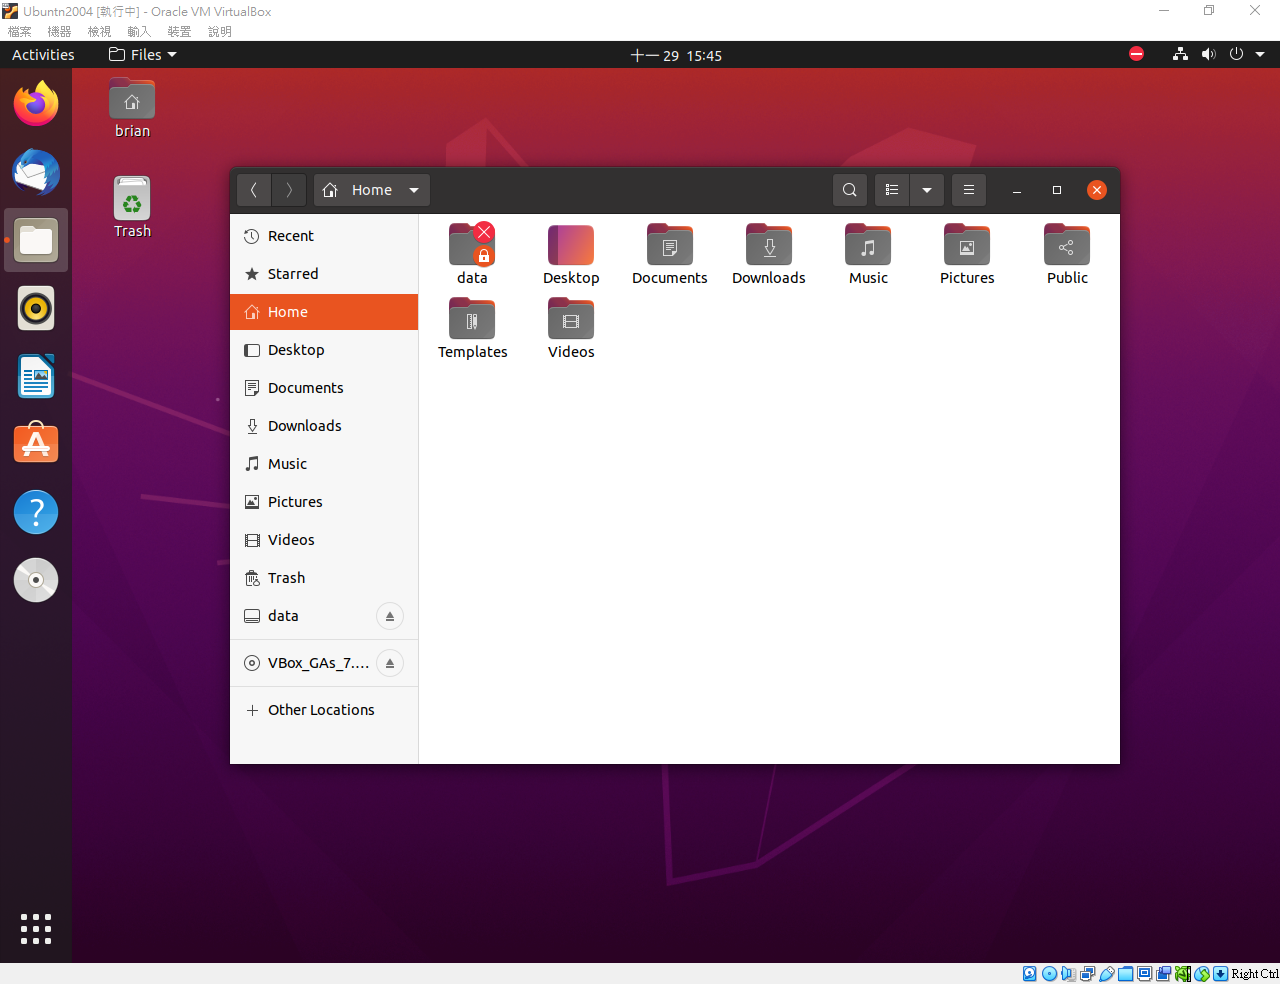 Ubuntn2004 [執行中] - Oracle VM VirtualBox
檔案 機器 檢視 輸入 裝置 說明
Activities Files 十一 29 15:45
brian
Trash
Home
Recent
Starred
Home
Desktop
Documents
Downloads
Music
Pictures
Videos
Trash
data
VBox_GAs_7....
Other Locations
data Desktop Documents Downloads Music Pictures Public
Templates Videos
Right Ctrl